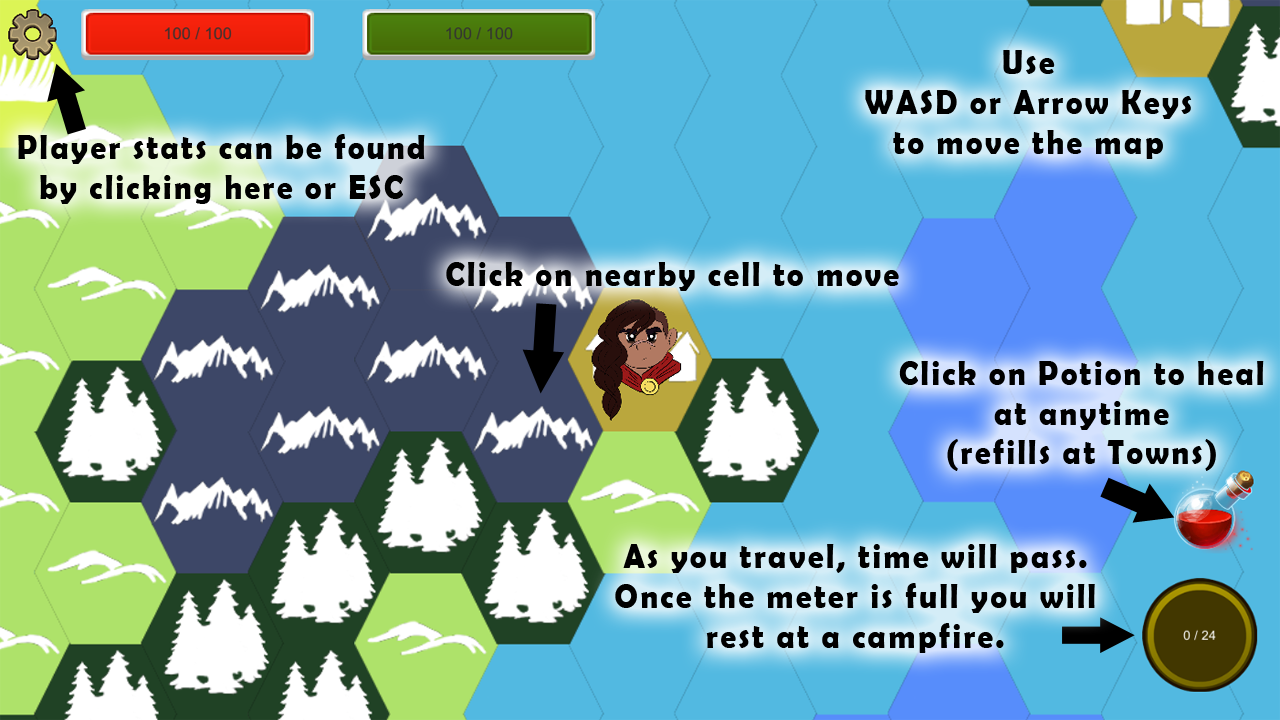 100 / 100
100 / 100
Use
WASD or Arrow Keys
to move the map
Player stats can be found
by clicking here or ESC
Click on nearby cell to move
Click on Potion to heal
at anytime
(refills at Towns)
As you travel, time will pass.
Once the meter is full you will
rest at a campfire.
0 / 24